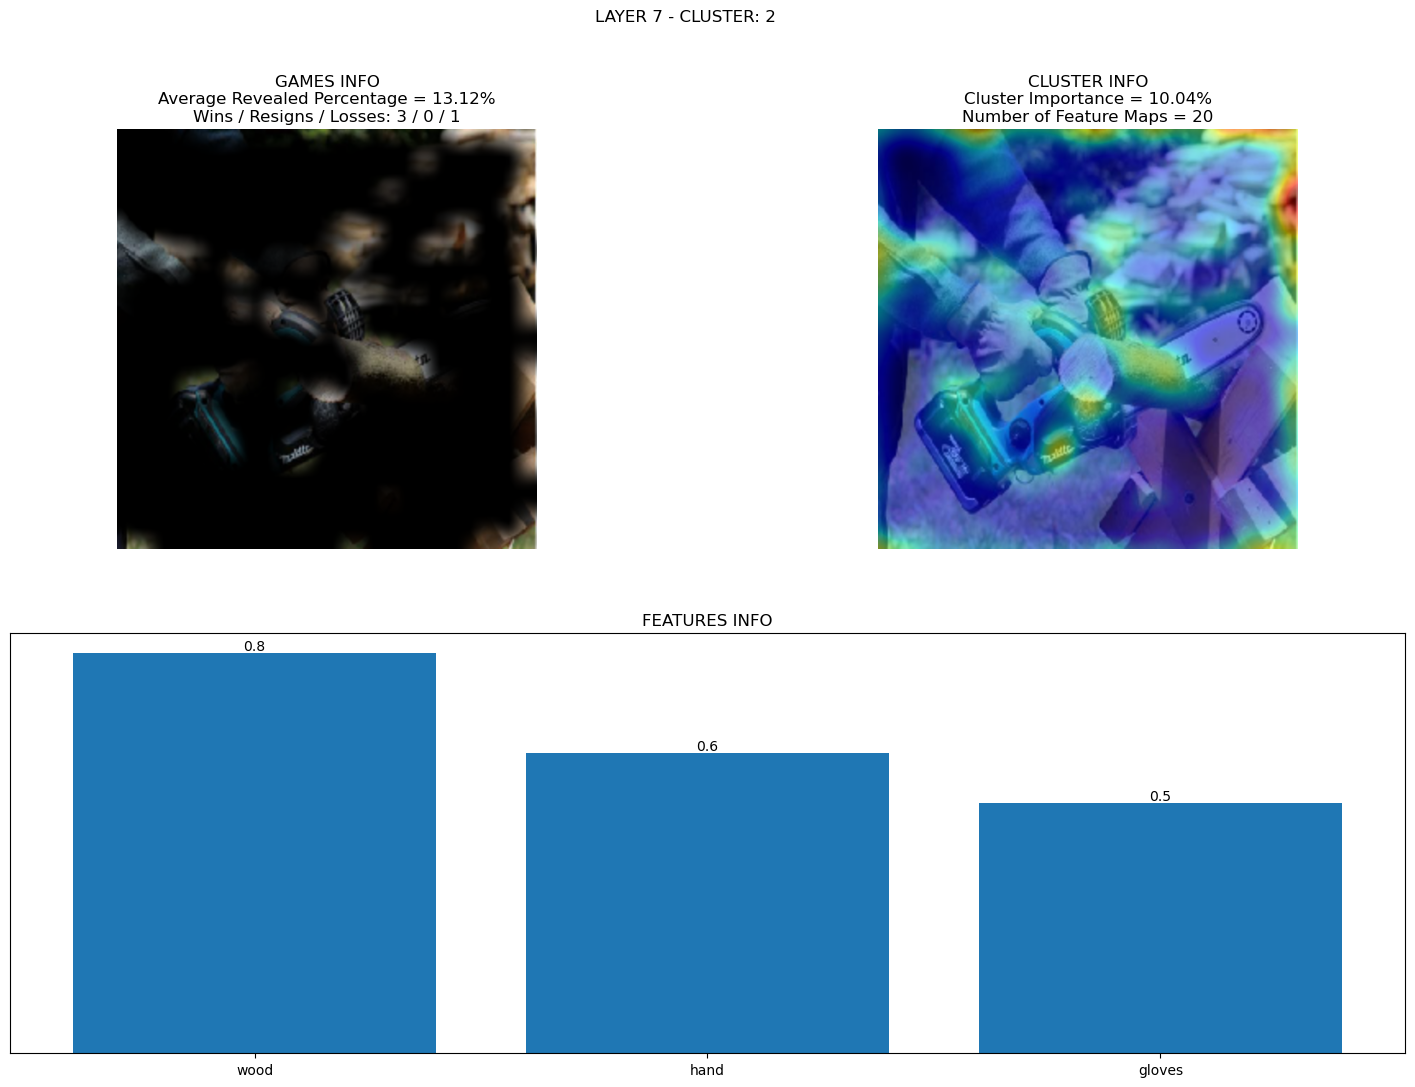 LAYER 7 - CLUSTER: 2
GAMES INFO
Average Revealed Percentage = 13.12%
Wins / Resigns / Losses: 3 / 0 / 1
CLUSTER INFO
Cluster Importance = 10.04%
Number of Feature Maps = 20
FEATURES INFO
0.8
0.6
0.5
wood
hand
gloves